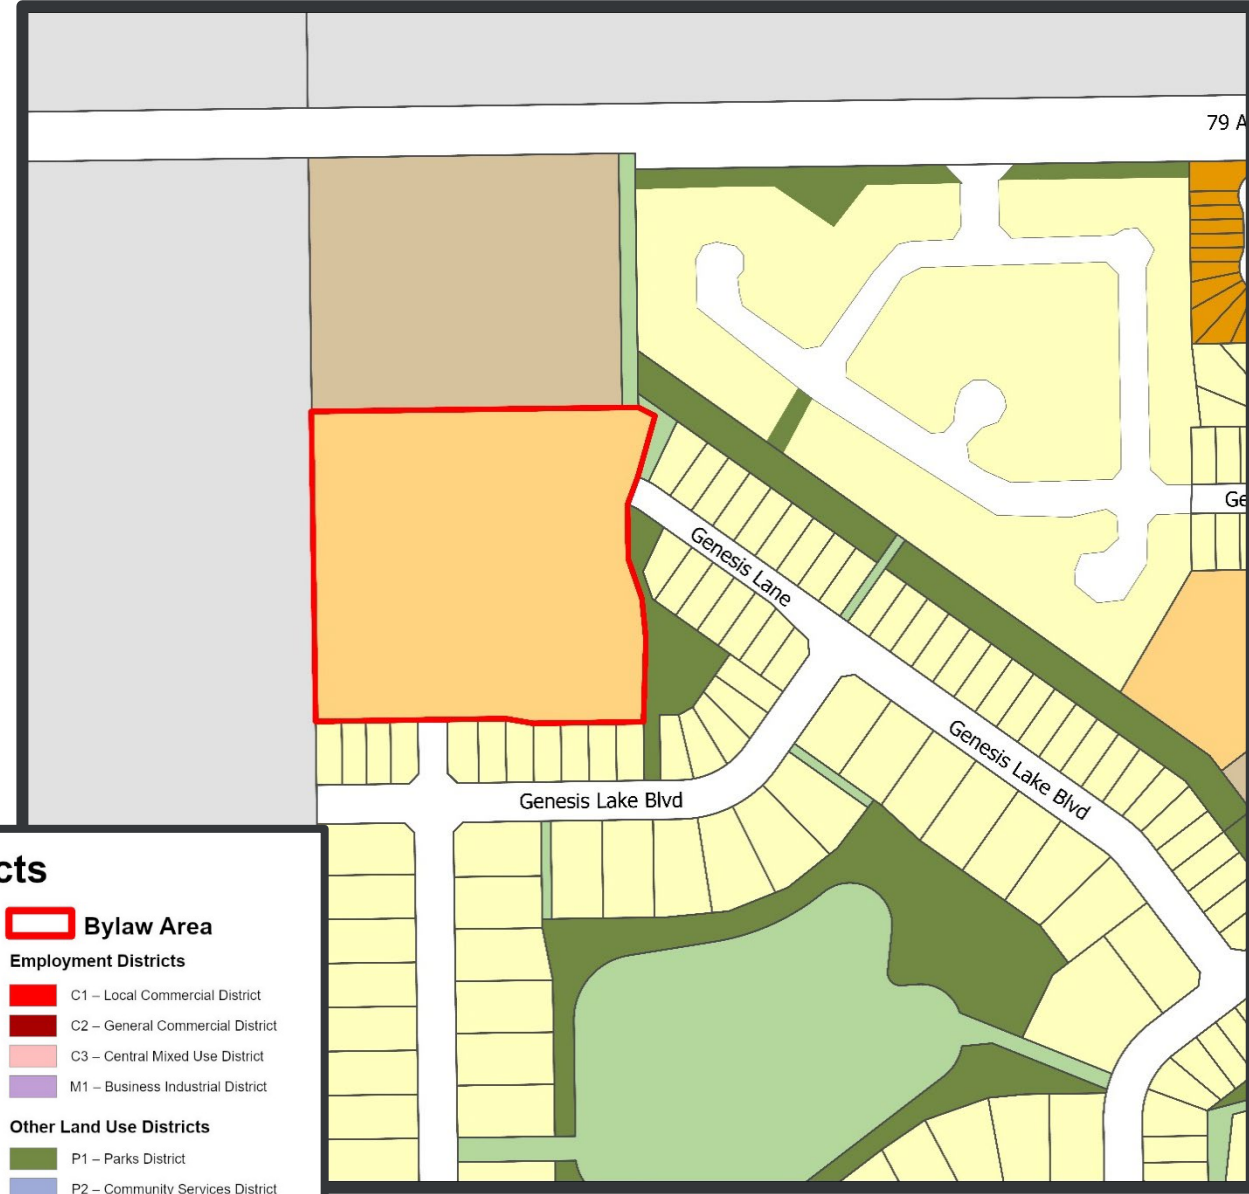 79 A
Ge
Genesis Lane
Genesis Lake Blvd
Genesis Lake Blvd
cts
Bylaw Area
Employment Districts
C1 – Local Commercial District
C2 – General Commercial District
C3 – Central Mixed Use District
M1 – Business Industrial District
Other Land Use Districts
P1 – Parks District
P2 – Community Services District